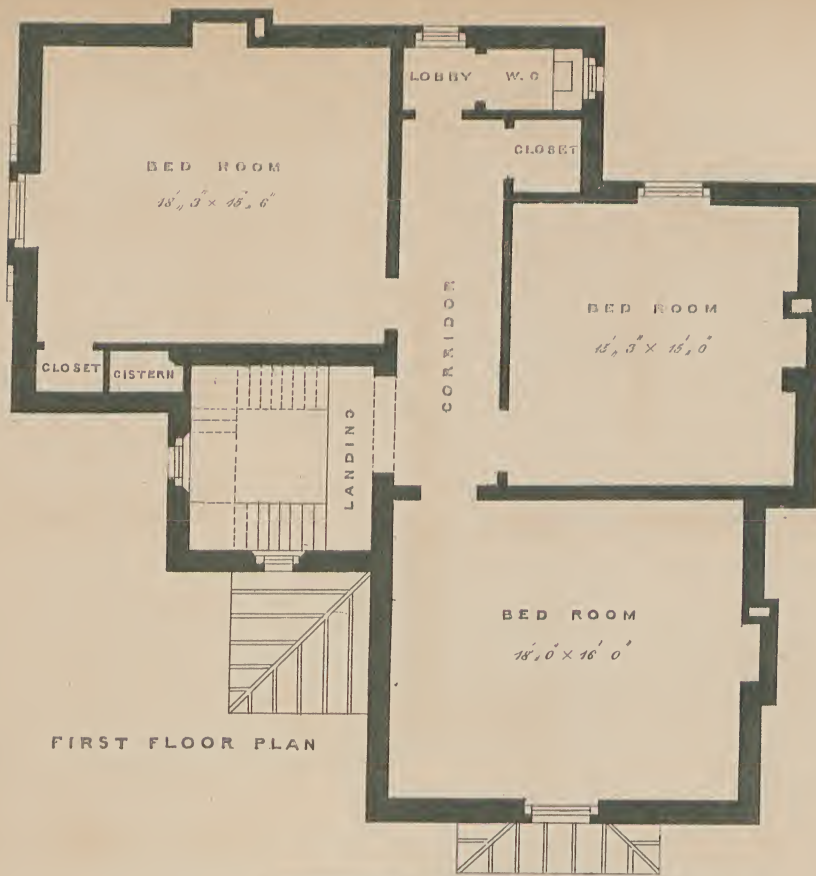 LOBBY W. C
CLOSET
BED ROOM
18',, 3" × 15',, 6"
CORRIDOR
BED ROOM
15',, 3" × 15',, 0"
CLOSET CISTERN
LANDING
BED ROOM
18',, 0" × 16' 0"
FIRST FLOOR PLAN